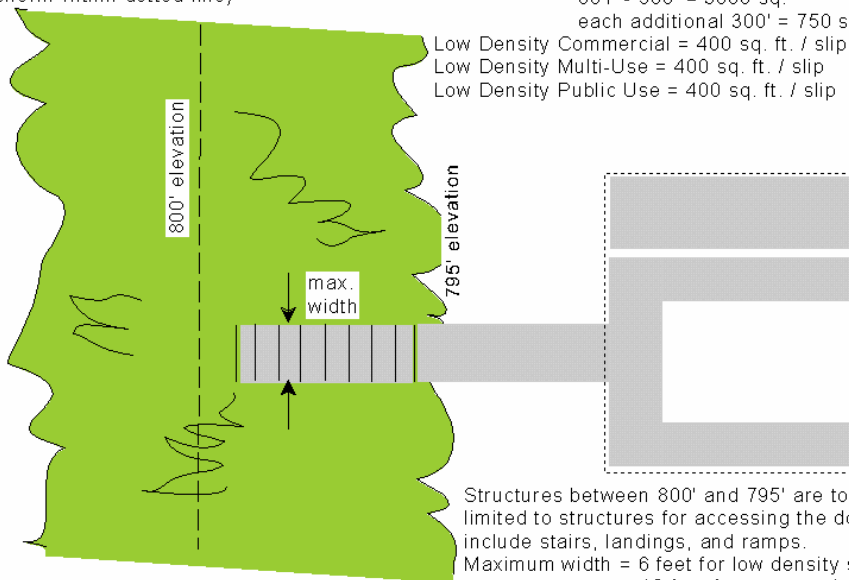 each additional 300' = 750 s
Low Density Commercial = 400 sq. ft. / slip
Low Density Multi-Use = 400 sq. ft. / slip
Low Density Public Use = 400 sq. ft. / slip
800' elevation
795' elevation
max.
width
Structures between 800' and 795' are to
limited to structures for accessing the do
include stairs, landings, and ramps.
Maximum width = 6 feet for low density s